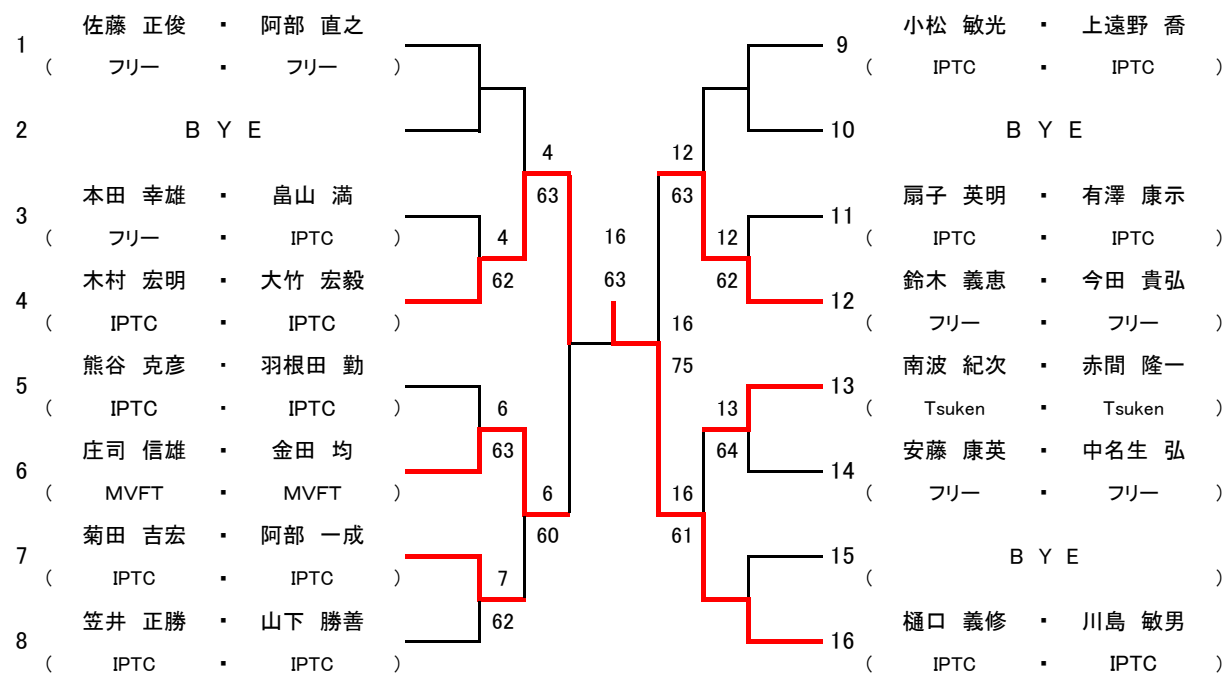 佐藤 正俊 ・ 阿部 直之
1
( フリー ・ フリー )
2 B Y E
本田 幸雄 ・ 畠山 満
3
( フリー ・ IPTC )
木村 宏明 ・ 大竹 宏毅
4
( IPTC ・ IPTC )
熊谷 克彦 ・ 羽根田 勤
5
( IPTC ・ IPTC )
庄司 信雄 ・ 金田 均
6
( MVFT ・ MVFT )
菊田 吉宏 ・ 阿部 一成
7
( IPTC ・ IPTC )
笠井 正勝 ・ 山下 勝善
8
( IPTC ・ IPTC )
4
62
6
63
7
62
4
63
6
60
16
63
16
75
12
63
16
61
12
62
13
64
小松 敏光 ・ 上遠野 喬
9
( IPTC ・ IPTC )
10 B Y E
扇子 英明 ・ 有澤 康示
11
( IPTC ・ IPTC )
鈴木 義恵 ・ 今田 貴弘
12
( フリー ・ フリー )
南波 紀次 ・ 赤間 隆一
13
( Tsuken ・ Tsuken )
安藤 康英 ・ 中名生 弘
14
( フリー ・ フリー )
15 B Y E
( )
樋口 義修 ・ 川島 敏男
16
( IPTC ・ IPTC )